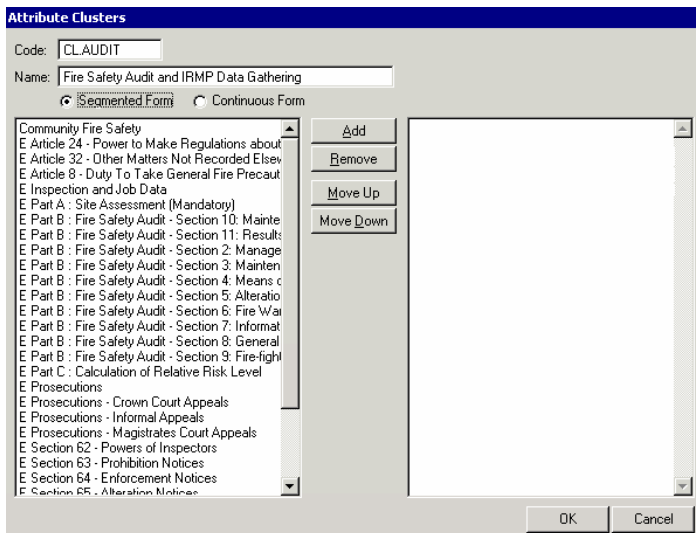 Attribute Clusters
Code: CL.AUDIT
Name: Fire Safety Audit and IRMP Data Gathering
Segmented Form Continuous Form
Community Fire Safety
E Article 24 - Power to Make Regulations about
E Article 32 - Other Matters Not Recorded Elsew
E Article 8 - Duty To Take General Fire Precaut
E Inspection and Job Data
E Part A : Site Assessment (Mandatory)
E Part B : Fire Safety Audit - Section 10: Mainte
E Part B : Fire Safety Audit - Section 11: Results
E Part B : Fire Safety Audit - Section 2: Manage
E Part B : Fire Safety Audit - Section 3: Mainten
E Part B : Fire Safety Audit - Section 4: Means o
E Part B : Fire Safety Audit - Section 5: Alteratio
E Part B : Fire Safety Audit - Section 6: Fire War
E Part B : Fire Safety Audit - Section 7: Informat
E Part B : Fire Safety Audit - Section 8: General
E Part B : Fire Safety Audit - Section 9: Fire-fight
E Part C : Calculation of Relative Risk Level
E Prosecutions
E Prosecutions - Crown Court Appeals
E Prosecutions - Informal Appeals
E Prosecutions - Magistrates Court Appeals
E Section 62 - Powers of Inspectors
E Section 63 - Prohibition Notices
E Section 64 - Enforcement Notices
E Section 65 - Alteration Notices
Add
Remove
Move Up
Move Down
OK Cancel